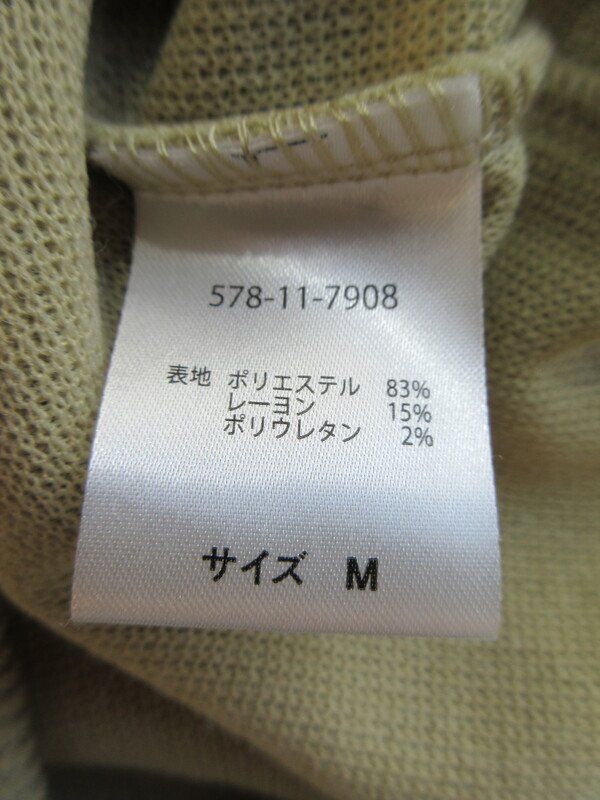 578-11-7908
表地 ポリエステル 83%
レーヨン 15%
ポリウレタン 2%
サイズ M